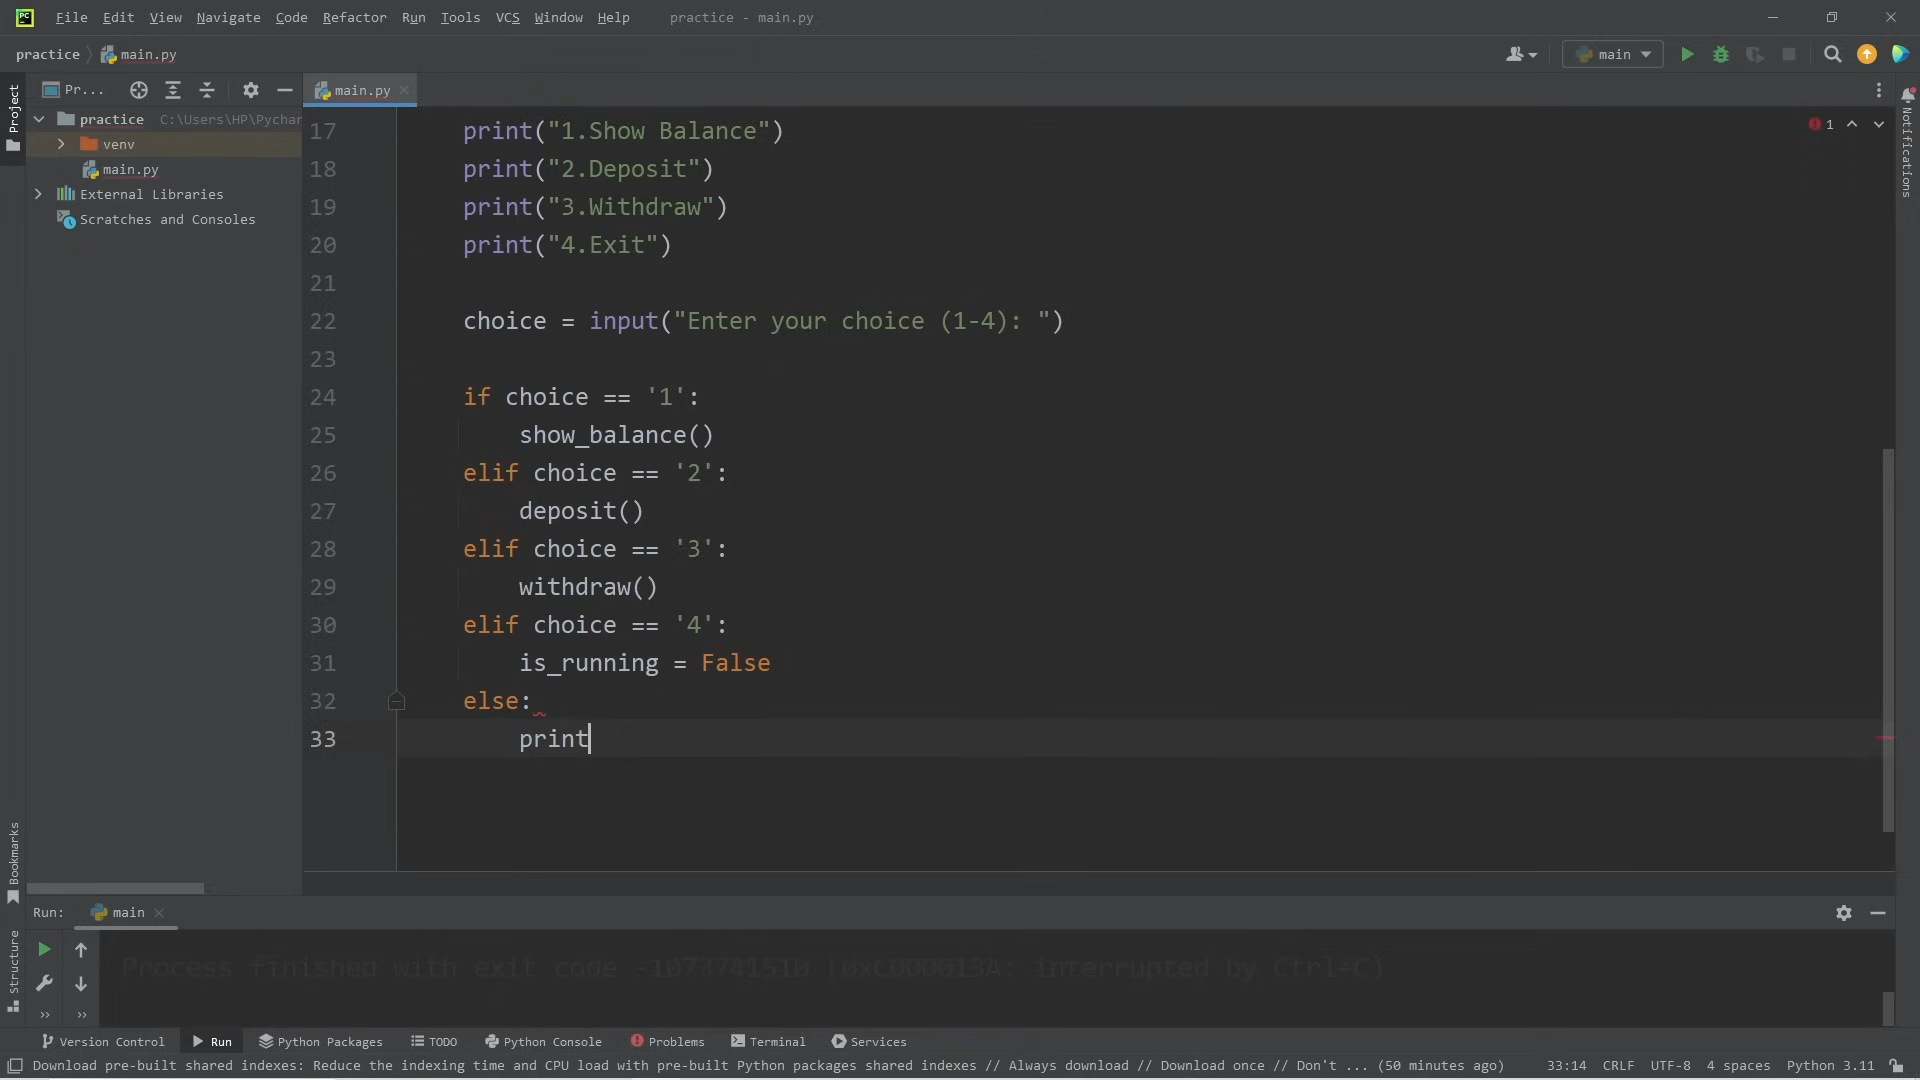 File Edit View Navigate Code Refactor Run Tools VCS Window Help practice - main.py
practice main.py main
Pr... main.py
Project
practice C:\Users\HP\Pychar
venv
main.py
External Libraries
Scratches and Consoles
17 print("1.Show Balance")
18 print("2.Deposit")
19 print("3.Withdraw")
20 print("4.Exit")
21
22 choice = input("Enter your choice (1-4): ")
23
24 if choice == '1':
25 show_balance()
26 elif choice == '2':
27 deposit()
28 elif choice == '3':
29 withdraw()
30 elif choice == '4':
31 is_running = False
32 else:
33 print
1
Notifications
Bookmarks
Structure
Run: main
Process finished with exit code -1073741510 (0xC000013A: interrupted by Ctrl+C)
Version Control Run Python Packages TODO Python Console Problems Terminal Services
Download pre-built shared indexes: Reduce the indexing time and CPU load with pre-built Python packages shared indexes // Always download // Download once // Don't ... (50 minutes ago) 33:14 CRLF UTF-8 4 spaces Python 3.11